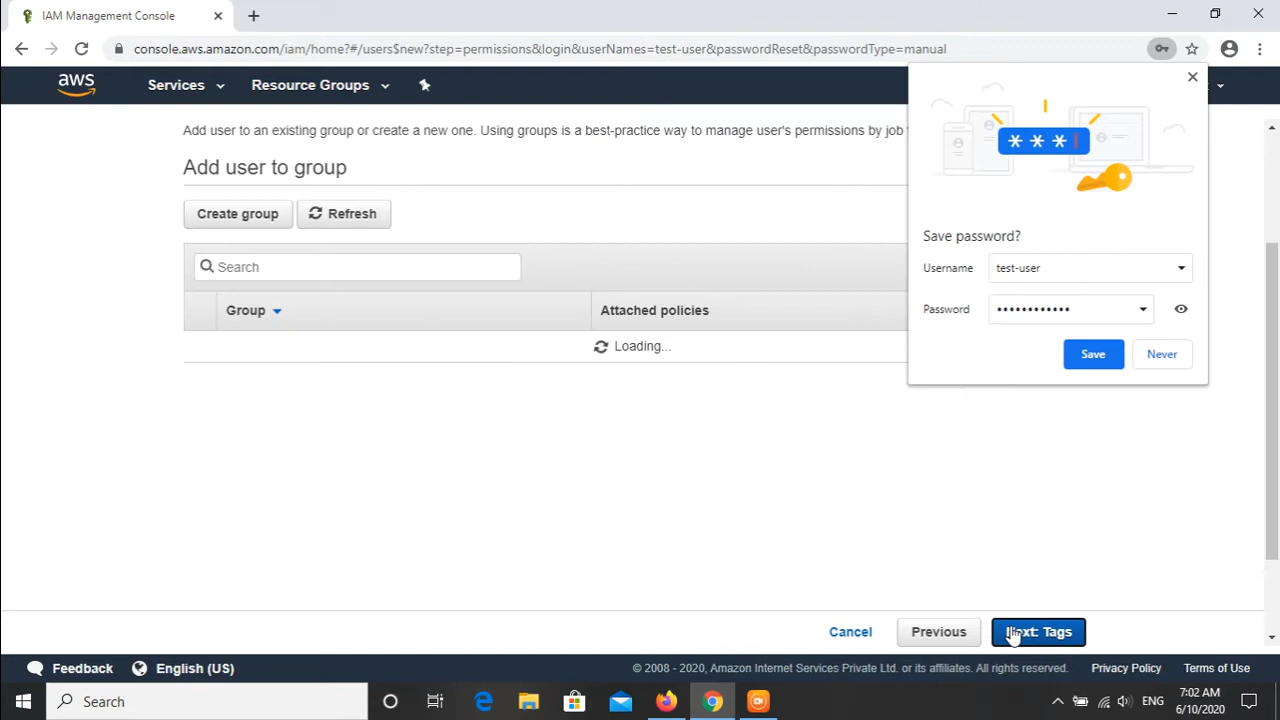 IAM Management Console
console.aws.amazon.com/iam/home?#/users$new?step=permissions&login&userNames=test-user&passwordReset&passwordType=manual
aws
Services
Resource Groups
Add user to an existing group or create a new one. Using groups is a best-practice way to manage user's permissions by job
Add user to group
Create group
Refresh
Search
Group
Attached policies
Loading...
***
Save password?
Username
test-user
Password
••••••••••••
Save
Never
Cancel
Previous
Tags
Feedback
English (US)
© 2008 - 2020, Amazon Internet Services Private Ltd. or its affiliates. All rights reserved.
Privacy Policy
Terms of Use
Search
ENG
7:02 AM
6/10/2020